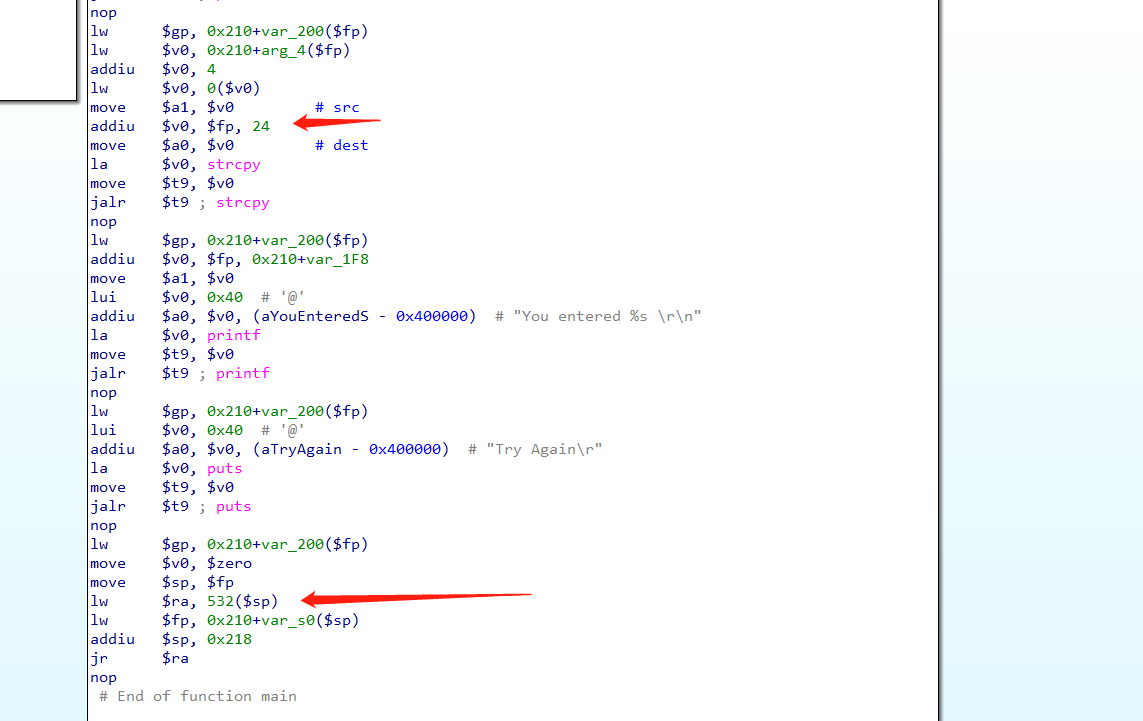 nop
lw $gp, 0x210+var_200($fp)
lw $v0, 0x210+arg_4($fp)
addiu $v0, 4
lw $v0, 0($v0)
move $a1, $v0 # src
addiu $v0, $fp, 24
move $a0, $v0 # dest
la $v0, strcpy
move $t9, $v0
jalr $t9 ; strcpy
nop
lw $gp, 0x210+var_200($fp)
addiu $v0, $fp, 0x210+var_1F8
move $a1, $v0
lui $v0, 0x40 # '@'
addiu $a0, $v0, (aYouEnteredS - 0x400000) # "You entered %s \r\n"
la $v0, printf
move $t9, $v0
jalr $t9 ; printf
nop
lw $gp, 0x210+var_200($fp)
lui $v0, 0x40 # '@'
addiu $a0, $v0, (aTryAgain - 0x400000) # "Try Again\r"
la $v0, puts
move $t9, $v0
jalr $t9 ; puts
nop
lw $gp, 0x210+var_200($fp)
move $v0, $zero
move $sp, $fp
lw $ra, 532($sp)
lw $fp, 0x210+var_s0($sp)
addiu $sp, 0x218
jr $ra
nop
# End of function main